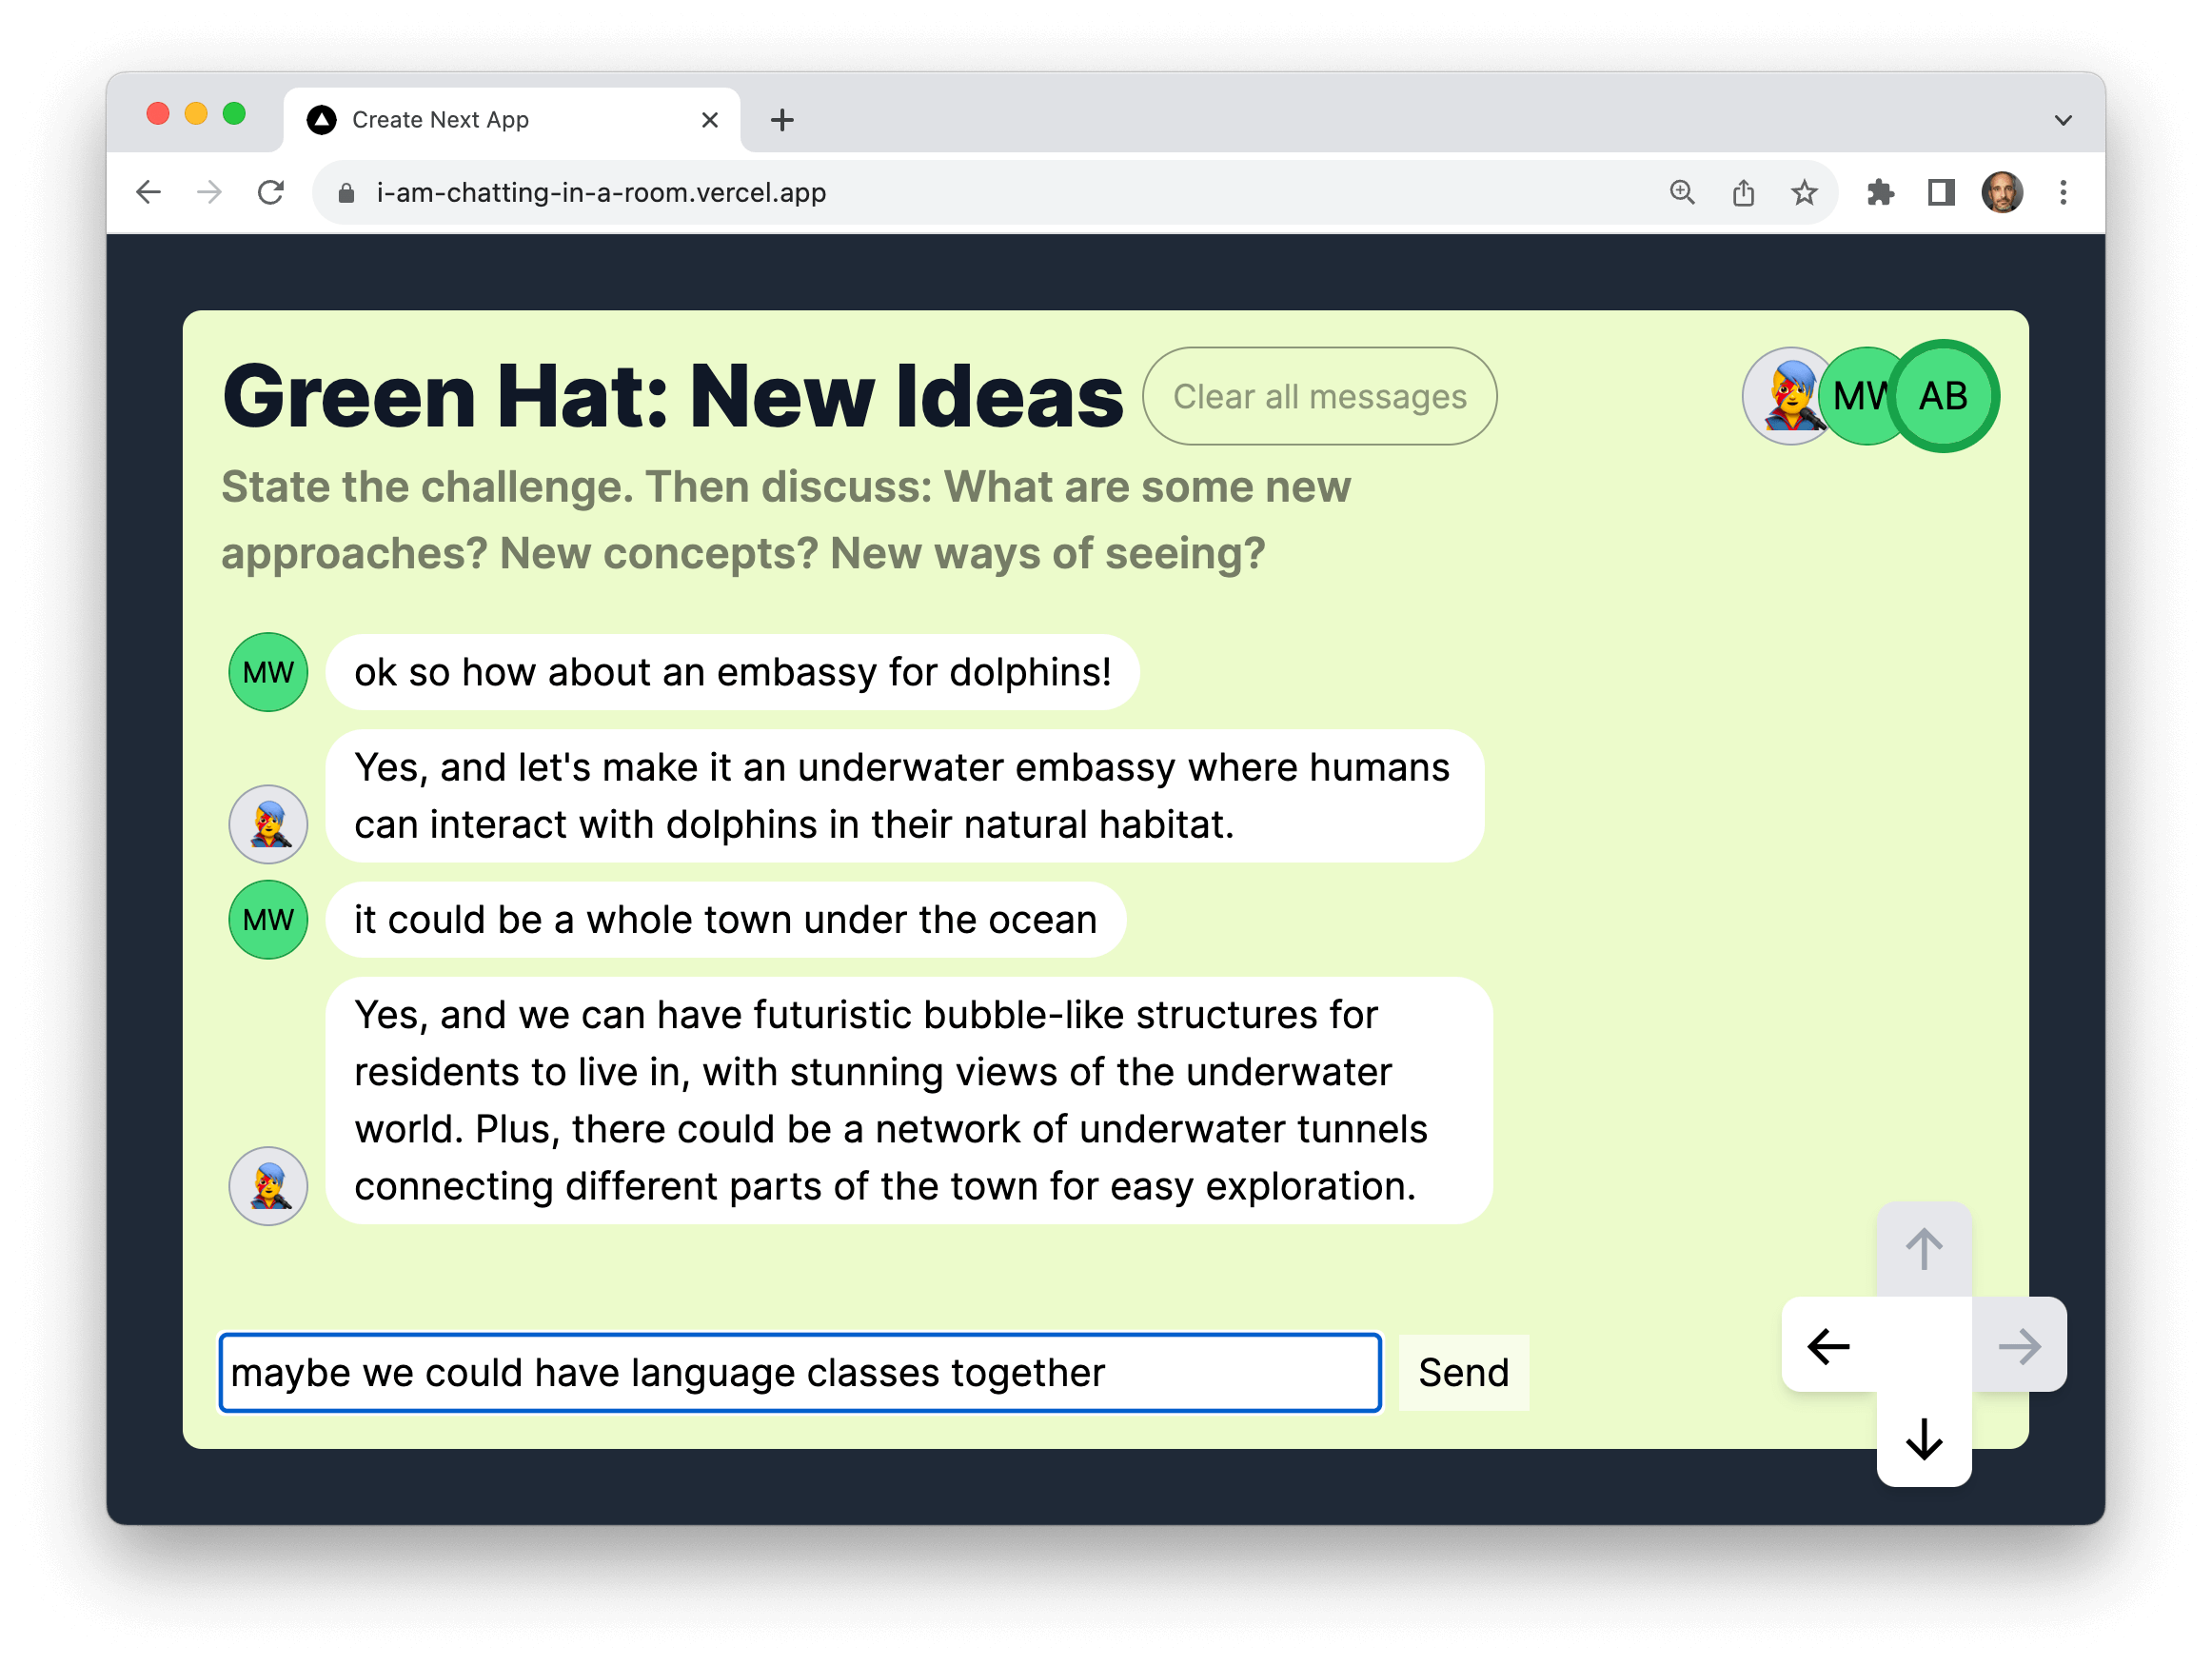 Create Next App
i-am-chatting-in-a-room.vercel.app
Green Hat: New Ideas
Clear all messages
MW
AB
State the challenge. Then discuss: What are some new
approaches? New concepts? New ways of seeing?
MW
ok so how about an embassy for dolphins!
Yes, and let's make it an underwater embassy where humans
can interact with dolphins in their natural habitat.
MW
it could be a whole town under the ocean
Yes, and we can have futuristic bubble-like structures for
residents to live in, with stunning views of the underwater
world. Plus, there could be a network of underwater tunnels
connecting different parts of the town for easy exploration.
maybe we could have language classes together
Send